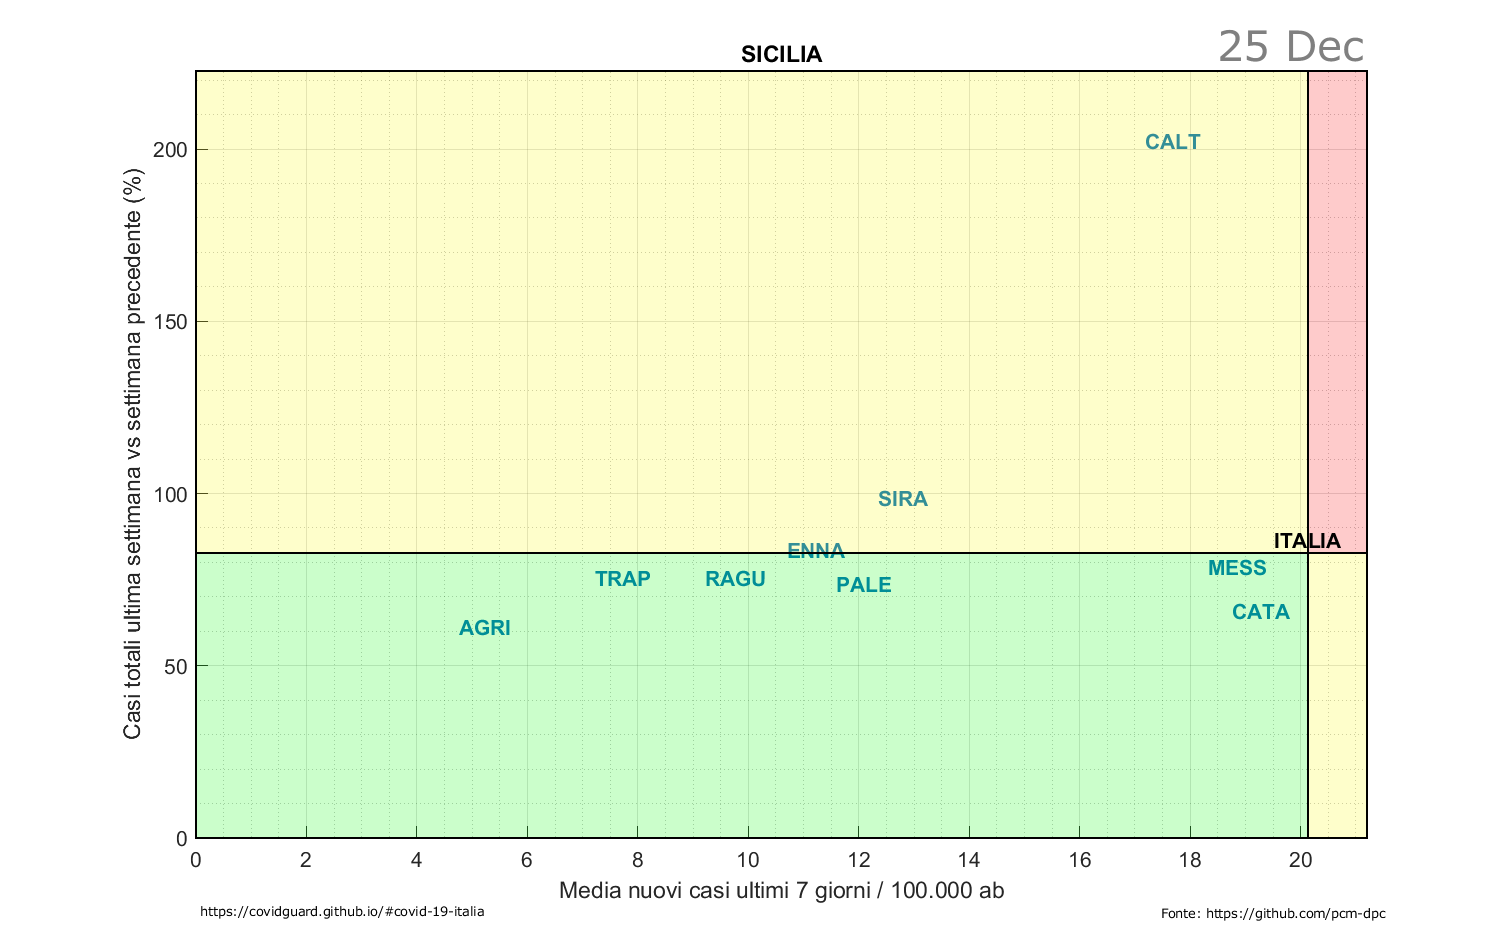 25 Dec
SICILIA
Casi totali ultima settimana vs settimana precedente (%)
200
150
100
50
0
CALT
SIRA
ITALIA
ENNA
MESS
TRAP
RAGU
PALE
CATA
AGRI
0 2 4 6 8 10 12 14 16 18 20
Media nuovi casi ultimi 7 giorni / 100.000 ab
https://covidguard.github.io/#covid-19-italia
Fonte: https://github.com/pcm-dpc